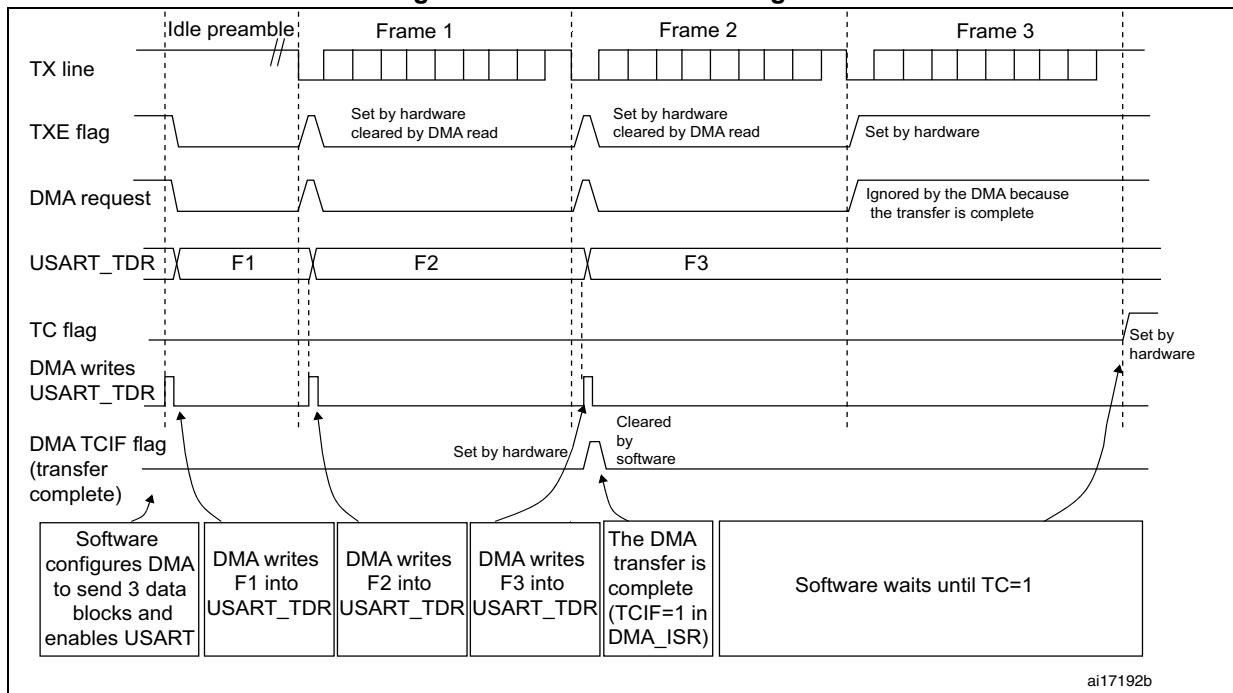 Idle preamble
Frame 1
Frame 2
Frame 3
TX line
TXE flag
Set by hardware
cleared by DMA read
Set by hardware
cleared by DMA read
Set by hardware
DMA request
Ignored by the DMA because
the transfer is complete
USART_TDR
F1
F2
F3
TC flag
Set by
hardware
DMA writes
USART_TDR
DMA TCIF flag
(transfer
complete)
Set by hardware
Cleared
by
software
Software
configures DMA
to send 3 data
blocks and
enables USART
DMA writes
F1 into
USART_TDR
DMA writes
F2 into
USART_TDR
DMA writes
F3 into
USART_TDR
The DMA
transfer is
complete
(TCIF=1 in
DMA_ISR)
Software waits until TC=1
ai17192b